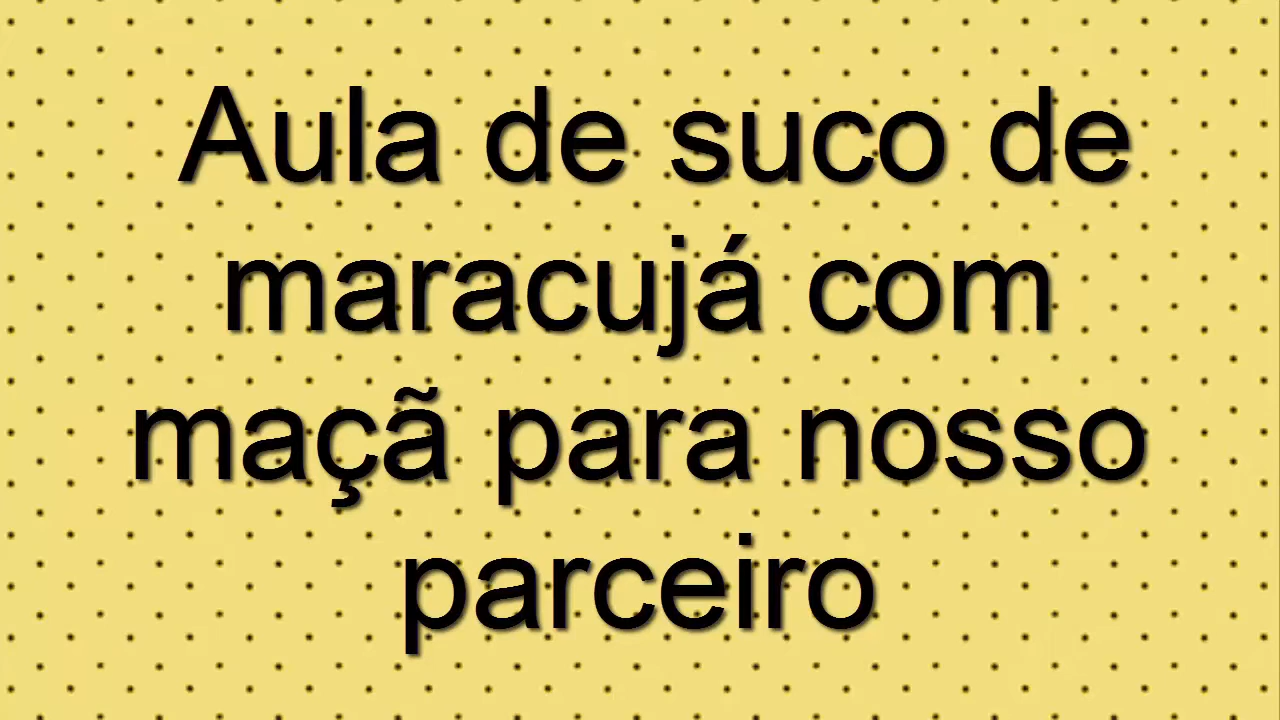 Aula de suco de
maracujá com
maçã para nosso
parceiro